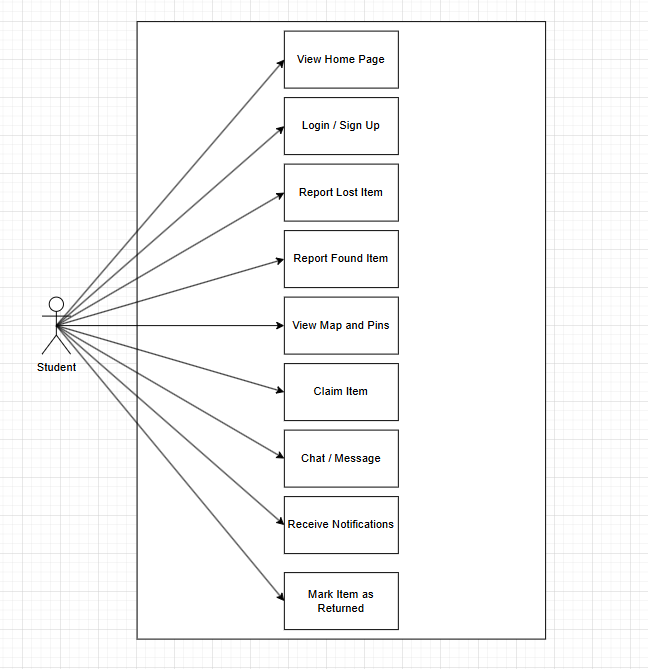 View Home Page
Login / Sign Up
Report Lost Item
Report Found Item
View Map and Pins
Student
Claim Item
Chat / Message
Receive Notifications
Mark Item as
Returned